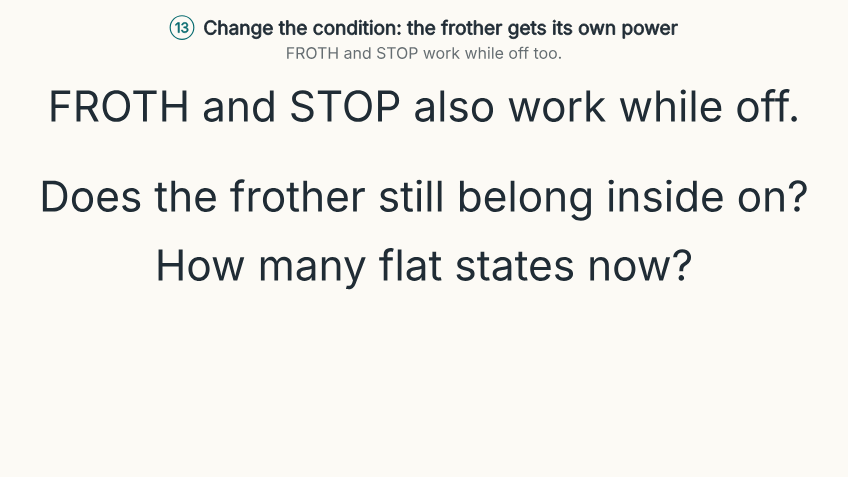 13 Change the condition: the frother gets its own power
FROTH and STOP work while off too.
FROTH and STOP also work while off.
Does the frother still belong inside on?
How many flat states now?